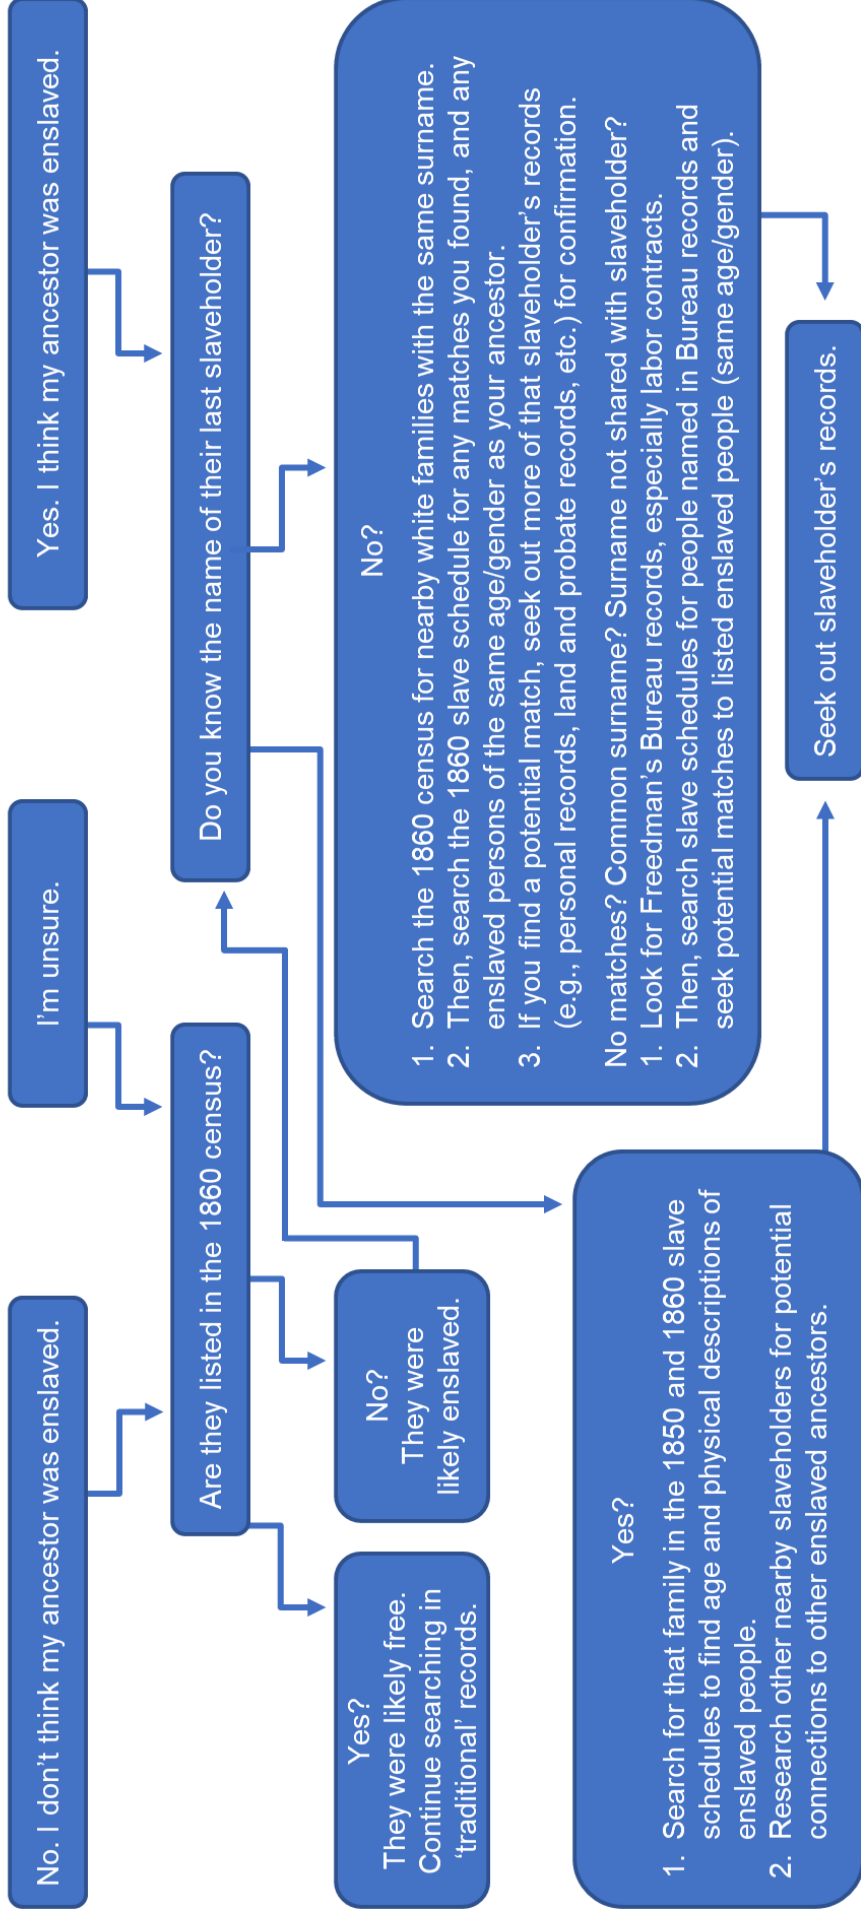 No. I don't think my ancestor was enslaved.
I'm unsure.
Yes. I think my ancestor was enslaved.
Are they listed in the 1860 census?
Do you know the name of their last slaveholder?
Yes?
They were likely free.
Continue searching in
‘traditional’ records.
No?
They were
likely enslaved.
No?
1. Search the 1860 census for nearby white families with the same surname.
2. Then, search the 1860 slave schedule for any matches you found, and any
enslaved persons of the same age/gender as your ancestor.
3. If you find a potential match, seek out more of that slaveholder's records
(e.g., personal records, land and probate records, etc.) for confirmation.
No matches? Common surname? Surname not shared with slaveholder?
1. Look for Freedman's Bureau records, especially labor contracts.
2. Then, search slave schedules for people named in Bureau records and
seek potential matches to listed enslaved people (same age/gender).
Yes?
1. Search for that family in the 1850 and 1860 slave
schedules to find age and physical descriptions of
enslaved people.
2. Research other nearby slaveholders for potential
connections to other enslaved ancestors.
Seek out slaveholder's records.